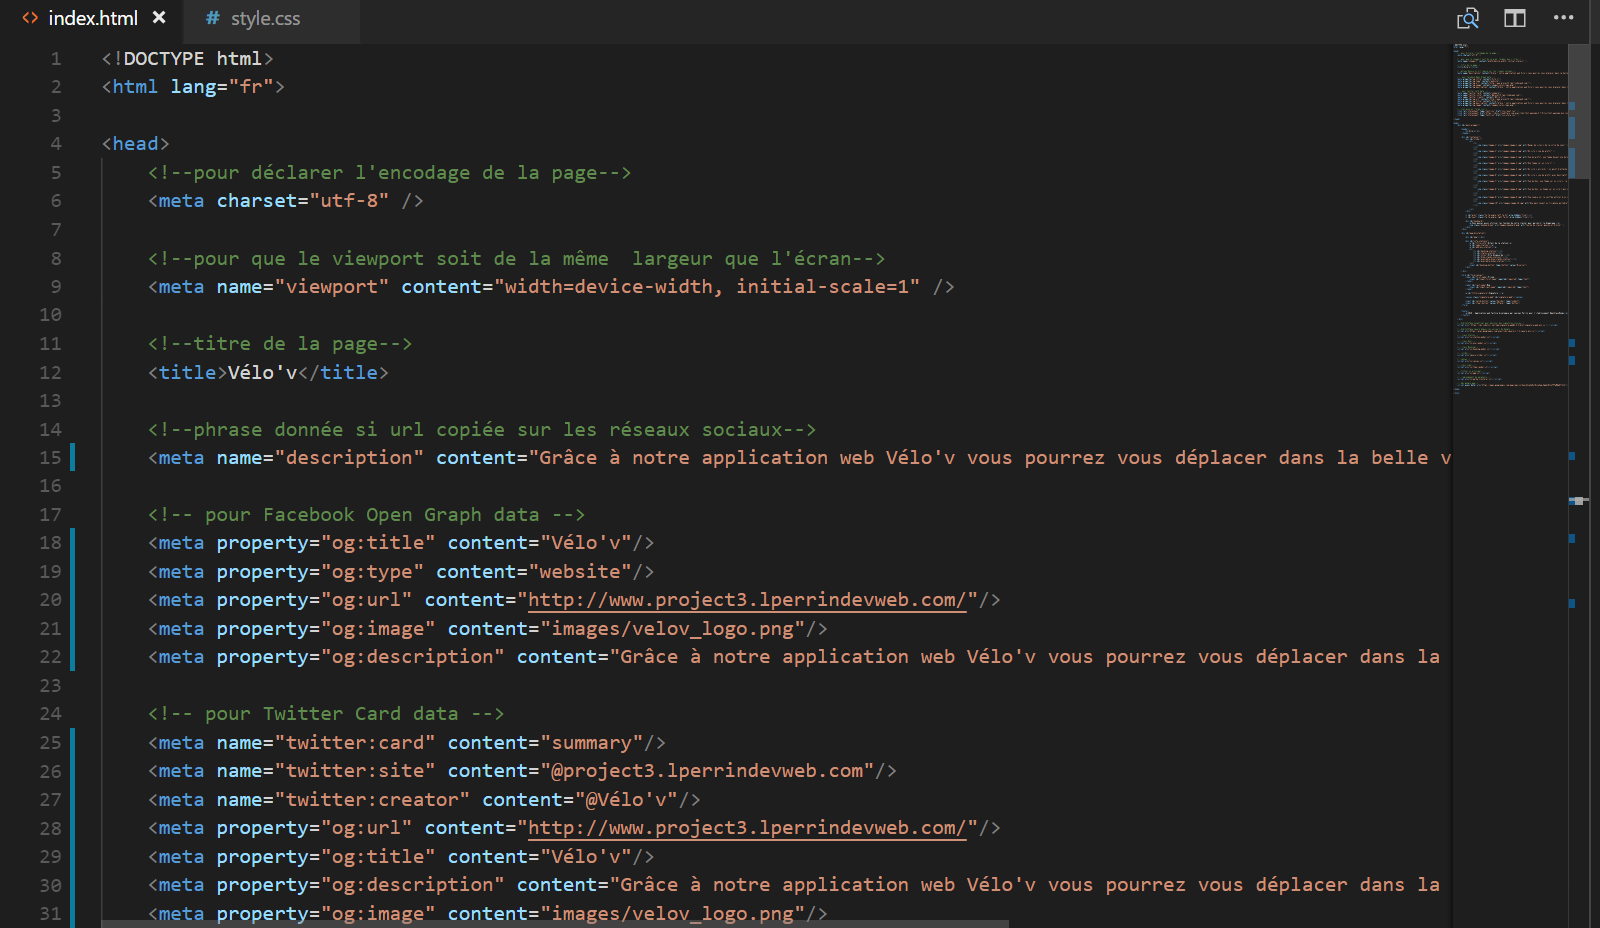 index.html × # style.css
1 <!DOCTYPE html>
2 <html lang="fr">
3
4 <head>
5 <!--pour déclarer l'encodage de la page-->
6 <meta charset="utf-8" />
7
8 <!--pour que le viewport soit de la même  largeur que l'écran-->
9 <meta name="viewport" content="width=device-width, initial-scale=1" />
10
11 <!--titre de la page-->
12 <title>Vélo'v</title>
13
14 <!--phrase donnée si url copiée sur les réseaux sociaux-->
15 <meta name="description" content="Grâce à notre application web Vélo'v vous pourrez vous déplacer dans la belle v
16
17 <!-- pour Facebook Open Graph data -->
18 <meta property="og:title" content="Vélo'v"/>
19 <meta property="og:type" content="website"/>
20 <meta property="og:url" content="http://www.project3.lperrindevweb.com/"/>
21 <meta property="og:image" content="images/velov_logo.png"/>
22 <meta property="og:description" content="Grâce à notre application web Vélo'v vous pourrez vous déplacer dans la
23
24 <!-- pour Twitter Card data -->
25 <meta name="twitter:card" content="summary"/>
26 <meta name="twitter:site" content="@project3.lperrindevweb.com"/>
27 <meta name="twitter:creator" content="@Vélo'v"/>
28 <meta property="og:url" content="http://www.project3.lperrindevweb.com/"/>
29 <meta property="og:title" content="Vélo'v"/>
30 <meta property="og:description" content="Grâce à notre application web Vélo'v vous pourrez vous déplacer dans la
31 <meta property="og:image" content="images/velov_logo.png"/>